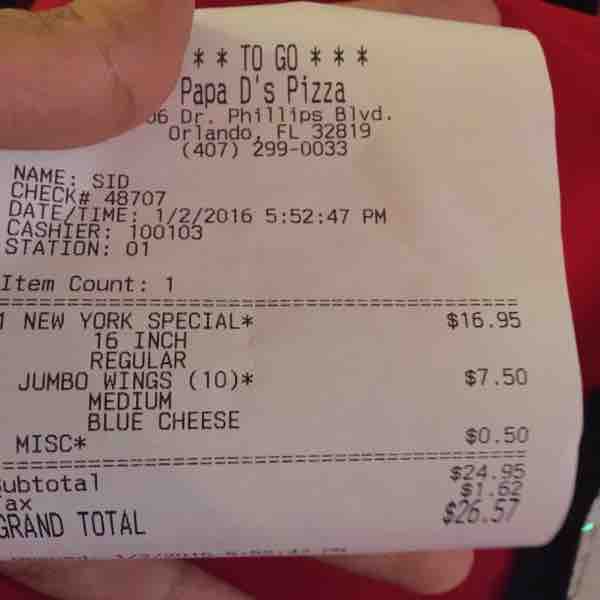 * * TO GO * * *
Papa D's Pizza
06 Dr. Phillips Blvd.
Orlando, FL 32819
(407) 299-0033
NAME: SID
CHECK# 48707
DATE/TIME: 1/2/2016 5:52:47 PM
CASHIER: 100103
STATION: 01
Item Count: 1
1 NEW YORK SPECIAL* $16.95
16 INCH
REGULAR
JUMBO WINGS (10)* $7.50
MEDIUM
BLUE CHEESE
MISC* $0.50
ubtotal $24.95
ax $1.62
GRAND TOTAL $26.57